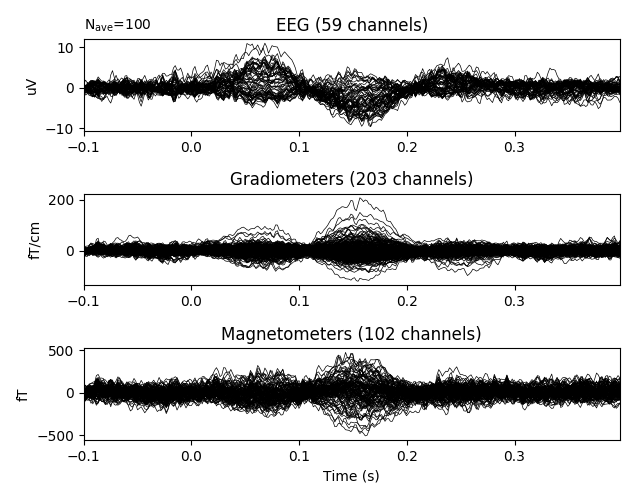 N_ave=100
EEG (59 channels)
10
0
−10
uV
−0.1 0.0 0.1 0.2 0.3
Gradiometers (203 channels)
200
0
fT/cm
−0.1 0.0 0.1 0.2 0.3
Magnetometers (102 channels)
500
0
−500
fT
−0.1 0.0 0.1 0.2 0.3
Time (s)